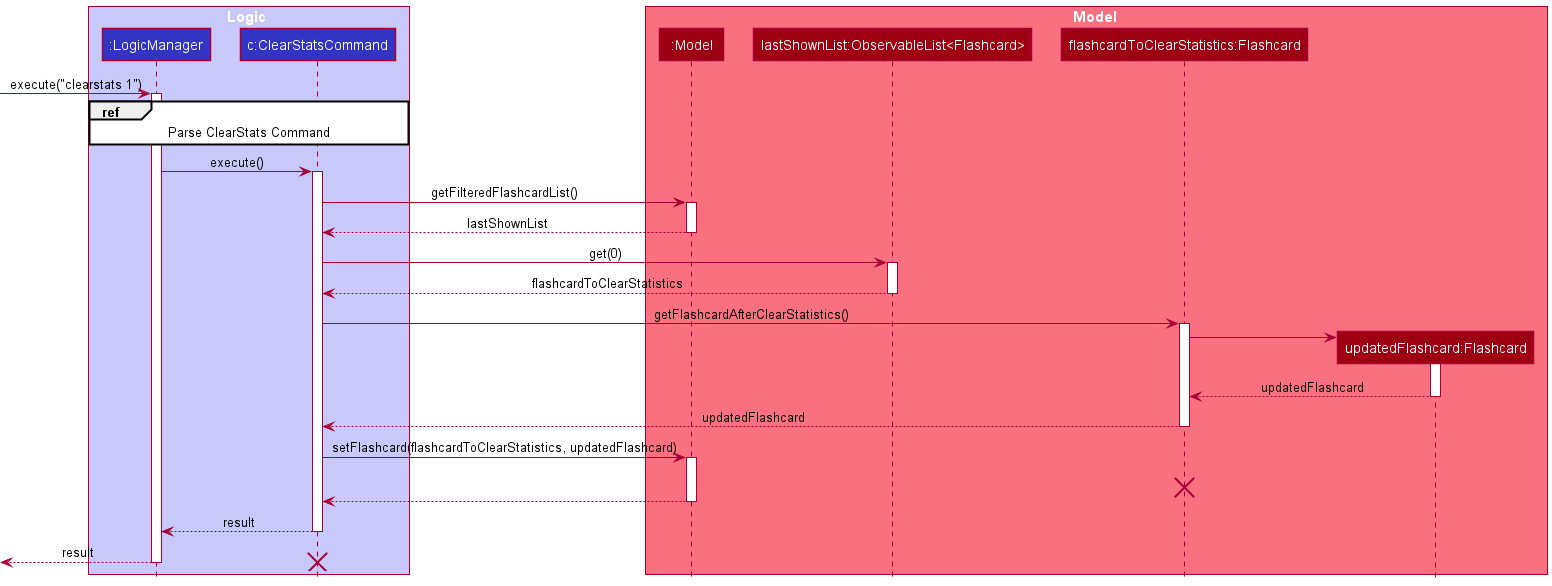 Logic
Model
:LogicManager
c:ClearStatsCommand
:Model
lastShownList:ObservableList<Flashcard>
flashcardToClearStatistics:Flashcard
execute("clearstats 1")
ref
Parse ClearStats Command
execute()
getFilteredFlashcardList()
lastShownList
get(0)
flashcardToClearStatistics
getFlashcardAfterClearStatistics()
updatedFlashcard:Flashcard
updatedFlashcard
updatedFlashcard
setFlashcard(flashcardToClearStatistics, updatedFlashcard)
result
result